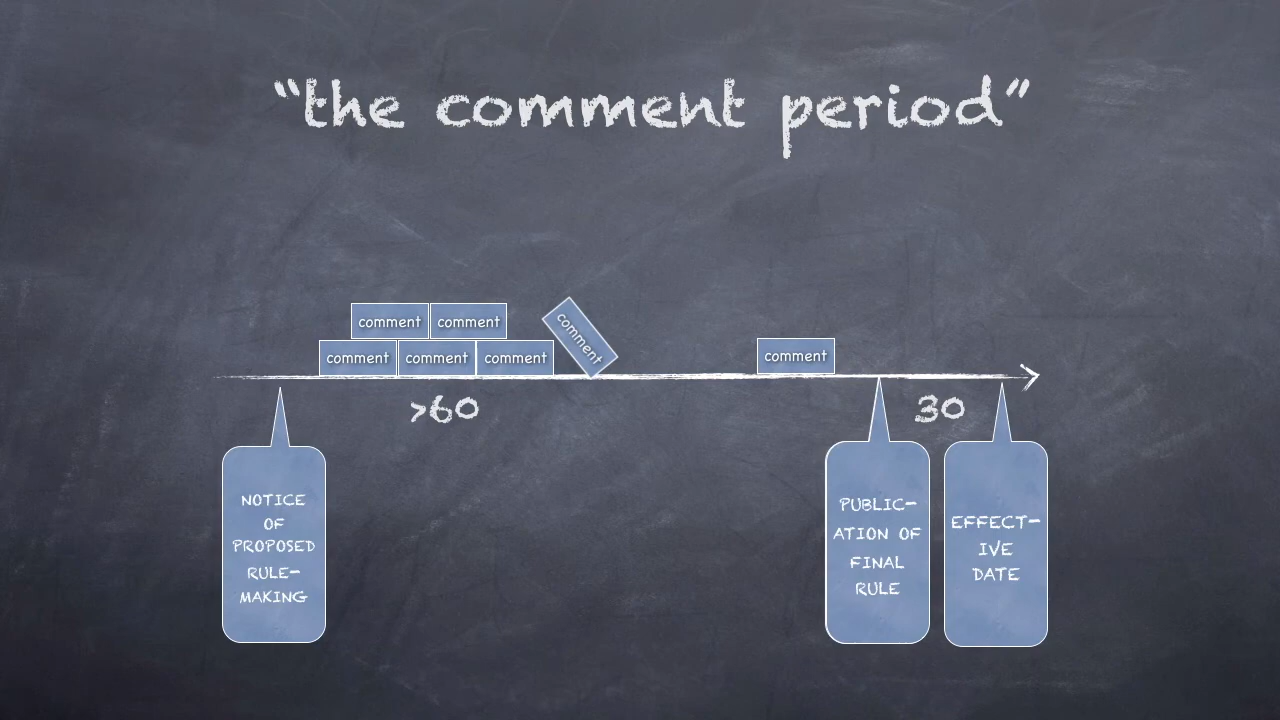 “the comment period”
comment comment
comment comment comment
comment
comment
>60
30
NOTICE
OF
PROPOSED
RULE-
MAKING
PUBLIC-
ATION OF
FINAL
RULE
EFFECT-
IVE
DATE